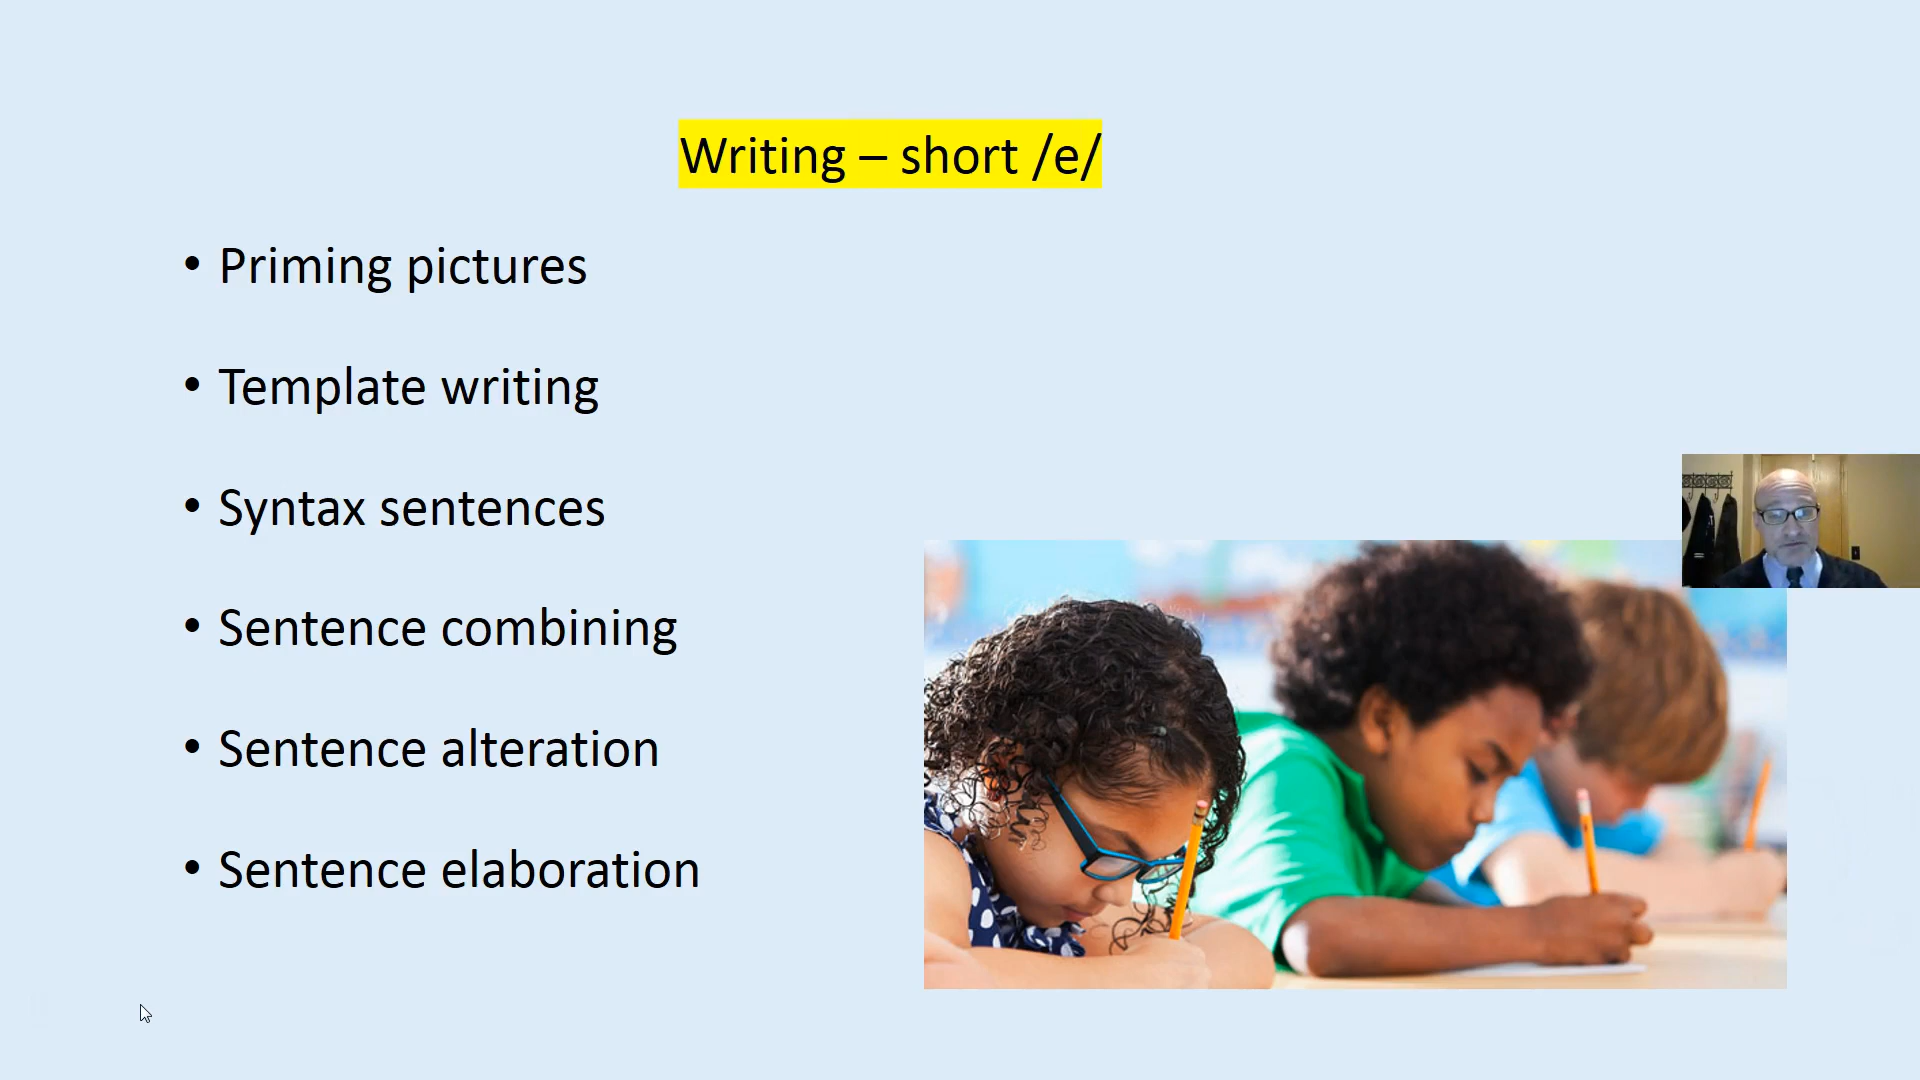 Writing – short /e/
• Priming pictures
• Template writing
• Syntax sentences
• Sentence combining
• Sentence alteration
• Sentence elaboration